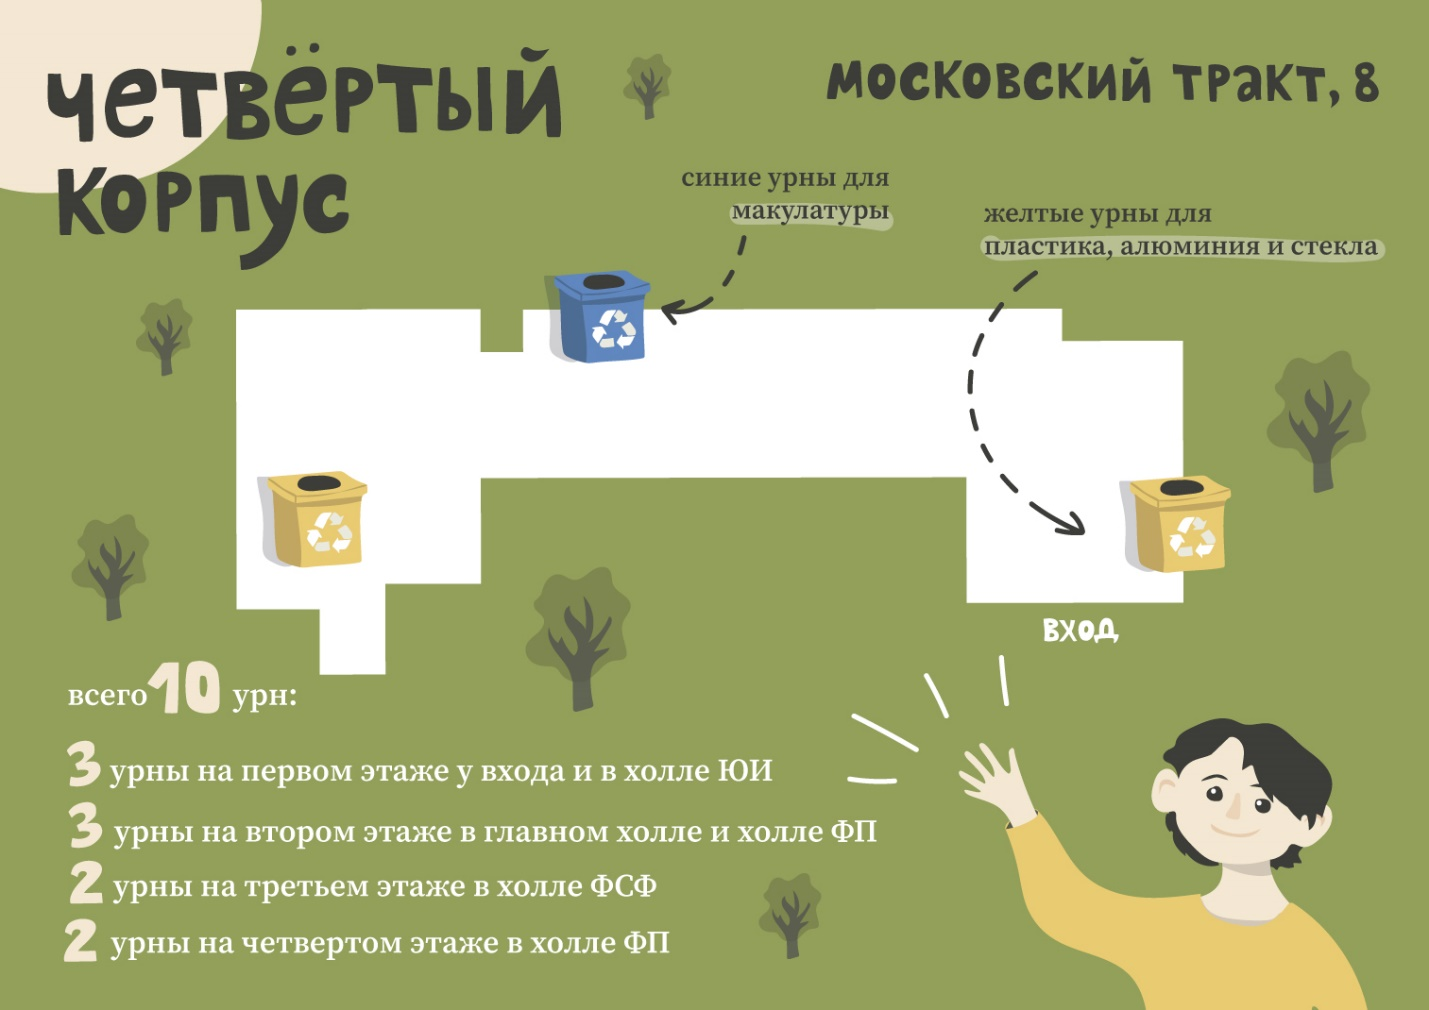 четвёртый
корпус
московский тракт, 8
синие урны для
макулатуры
желтые урны для
пластика, алюминия и стекла
вход
всего 10 урн:
3 урны на первом этаже у входа и в холле ЮИ
3 урны на втором этаже в главном холле и холле ФП
2 урны на третьем этаже в холле ФСФ
2 урны на четвертом этаже в холле ФП